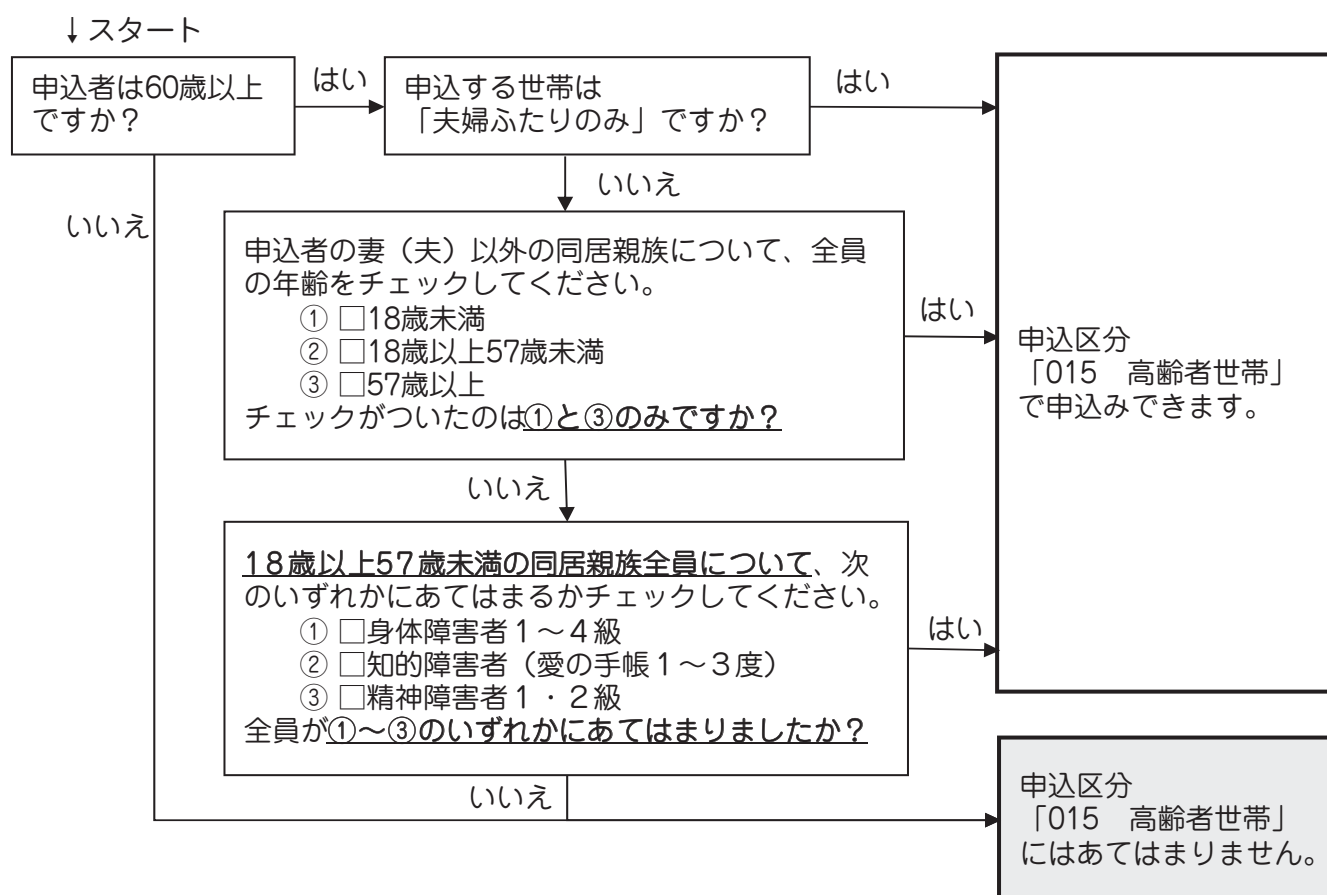 ↓スタート
申込者は60歳以上
ですか？
はい
申込する世帯は
「夫婦ふたりのみ」ですか？
はい
いいえ
いいえ
申込者の妻（夫）以外の同居親族について、全員
の年齢をチェックしてください。
① □18歳未満
② □18歳以上57歳未満
③ □57歳以上
チェックがついたのは①と③のみですか？
はい
いいえ
18歳以上57歳未満の同居親族全員について、次
のいずれかにあてはまるかチェックしてください。
① □身体障害者１～４級
② □知的障害者（愛の手帳１～３度）
③ □精神障害者１・２級
全員が①～③のいずれかにあてはまりましたか？
はい
いいえ
申込区分
「015　高齢者世帯」
で申込みできます。
申込区分
「015　高齢者世帯」
にはあてはまりません。